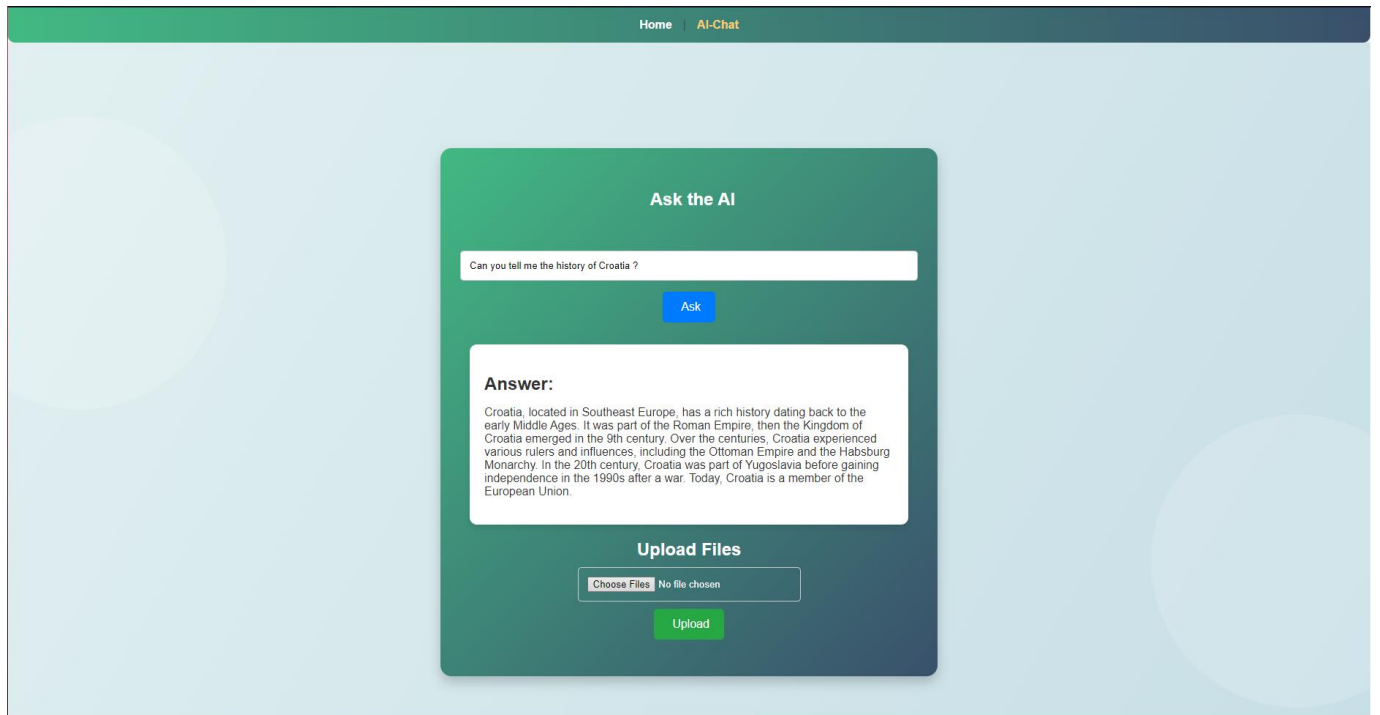 Home | AI-Chat
Ask the AI
Can you tell me the history of Croatia ?
Ask
Answer:
Croatia, located in Southeast Europe, has a rich history dating back to the
early Middle Ages. It was part of the Roman Empire, then the Kingdom of
Croatia emerged in the 9th century. Over the centuries, Croatia experienced
various rulers and influences, including the Ottoman Empire and the Habsburg
Monarchy. In the 20th century, Croatia was part of Yugoslavia before gaining
independence in the 1990s after a war. Today, Croatia is a member of the
European Union.
Upload Files
Choose Files No file chosen
Upload